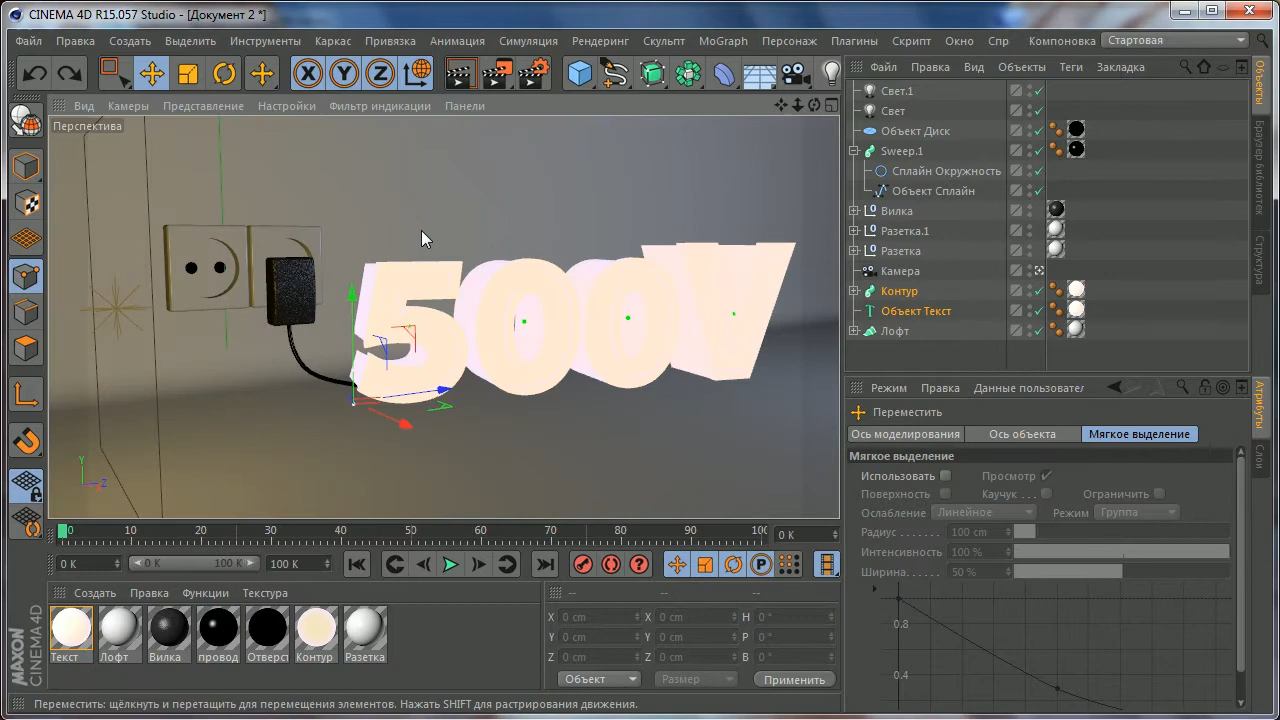 CINEMA 4D R15.057 Studio - [Документ 2 *]
Файл Правка Создать Выделить Инструменты Каркас Привязка Анимация Симуляция Рендеринг Скульпт MoGraph Персонаж Плагины Скрипт Окно Спр Компоновка Стартовая
X Y Z
Вид Камеры Представление Настройки Фильтр индикации Панели
Перспектива
500V
Y
Z
0 10 20 30 40 50 60 70 80 90 100 0 K
0 K 0 K 100 K 100 K
P
Создать Правка Функции Текстура
Текст Лофт Вилка провод Отверст Контур Разетка
-- -- --
X 0 cm X 0 cm H 0 °
Y 0 cm Y 0 cm P 0 °
Z 0 cm Z 0 cm B 0 °
Объект Размер Применить
MAXON CINEMA 4D
Переместить: щёлкнуть и перетащить для перемещения элементов. Нажать SHIFT для растрирования движения.
Файл Правка Вид Объекты Теги Закладка
Свет.1
Свет
Объект Диск
Sweep.1
Сплайн Окружность
Объект Сплайн
Вилка
Разетка.1
Разетка
Камера
Контур
Объект Текст
Лофт
Объекты
Браузер библиотек
Структура
Режим Правка Данные пользовател
Переместить
Ось моделирования Ось объекта Мягкое выделение
Мягкое выделение
Использовать Просмотр
Поверхность Каучук . . . Ограничить
Ослабление Линейное Режим Группа
Радиус . . . . . . . 100 cm
Интенсивность 100 %
Ширина. . . . . . 50 %
0.8
0.4
Атрибуты
Слои